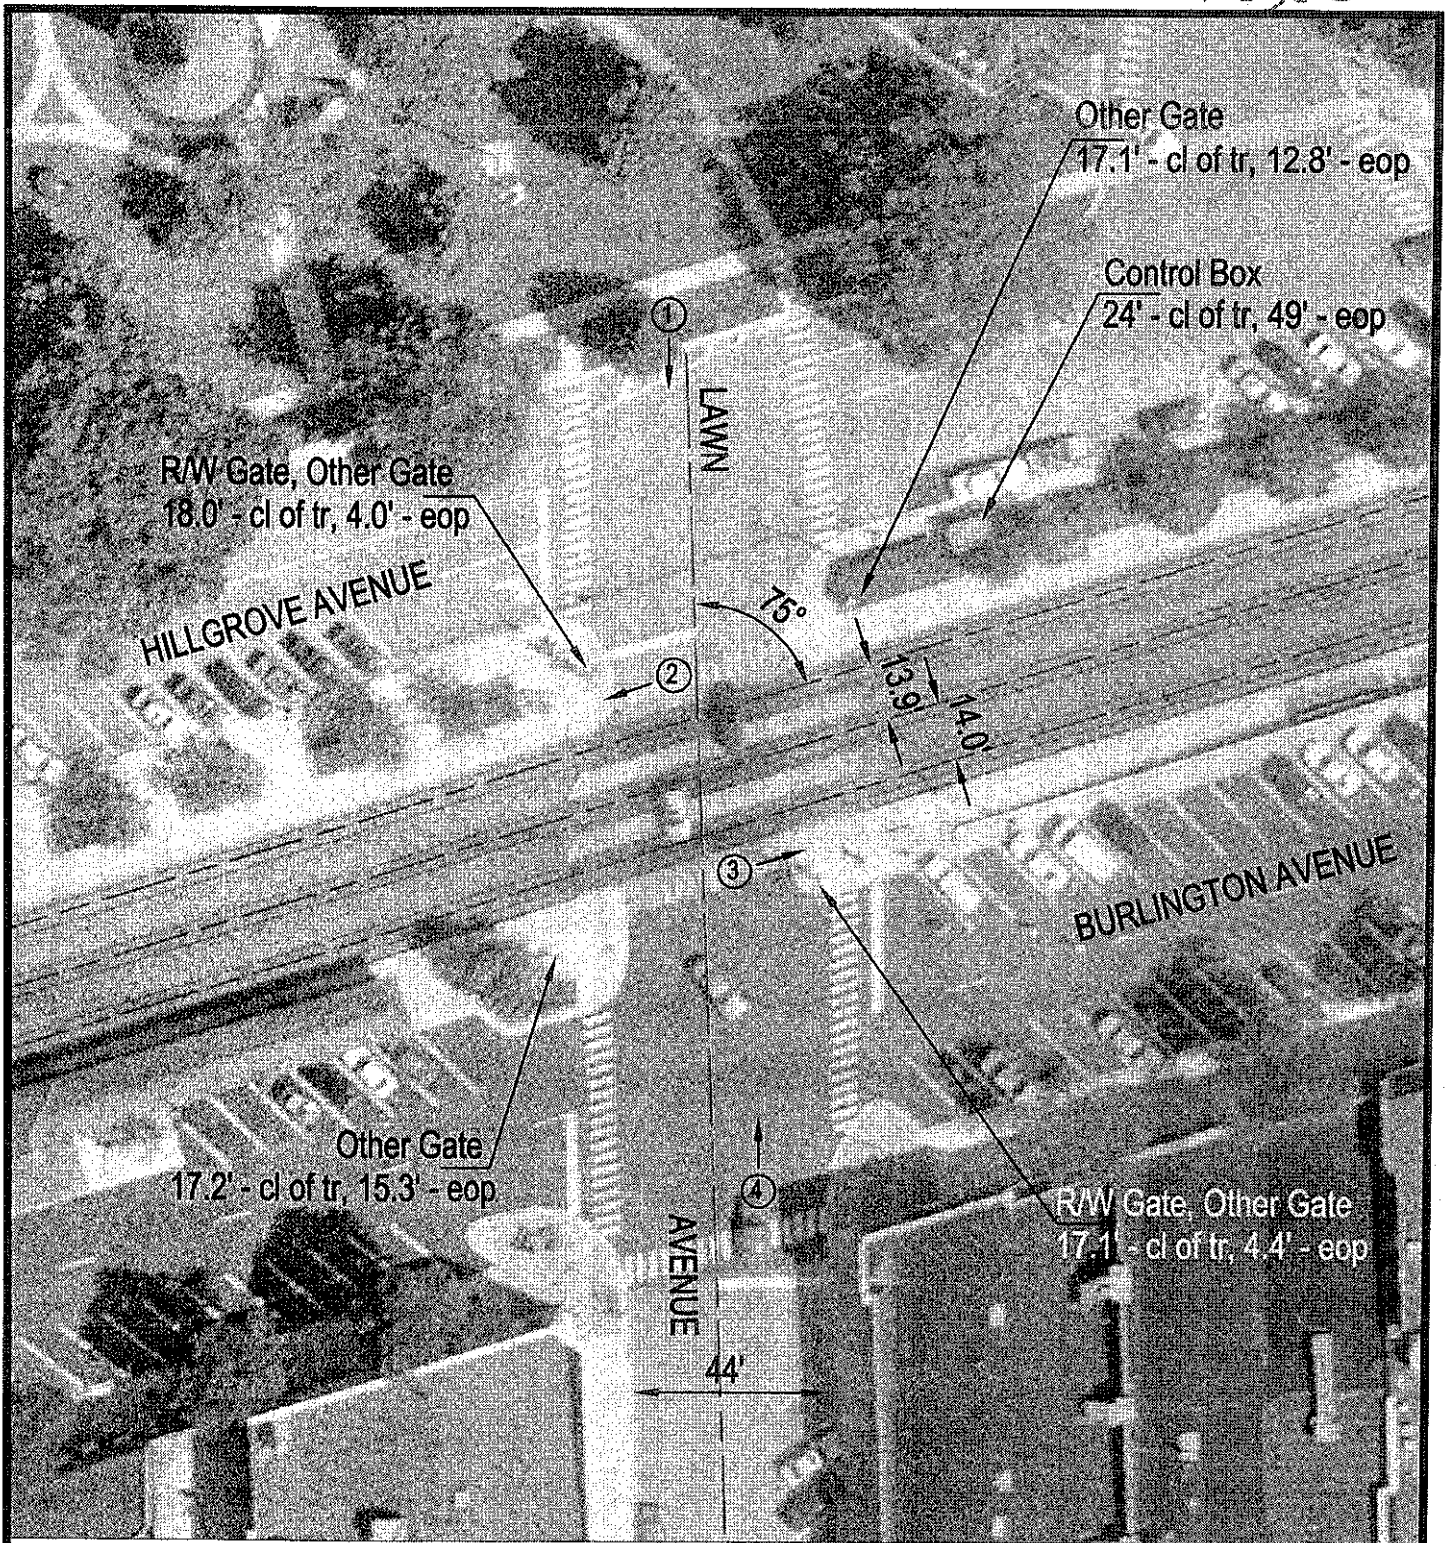 Other Gate
17.1' - cl of tr, 12.8' - eop
Control Box
24' - cl of tr, 49' - eop
1
LAWN
R/W Gate, Other Gate
18.0' - cl of tr, 4.0' - eop
HILLGROVE AVENUE
75°
2
13.9'
14.0'
3
BURLINGTON AVENUE
Other Gate
17.2' - cl of tr, 15.3' - eop
4
R/W Gate, Other Gate
17.1' - cl of tr, 4.4' - eop
AVENUE
44'